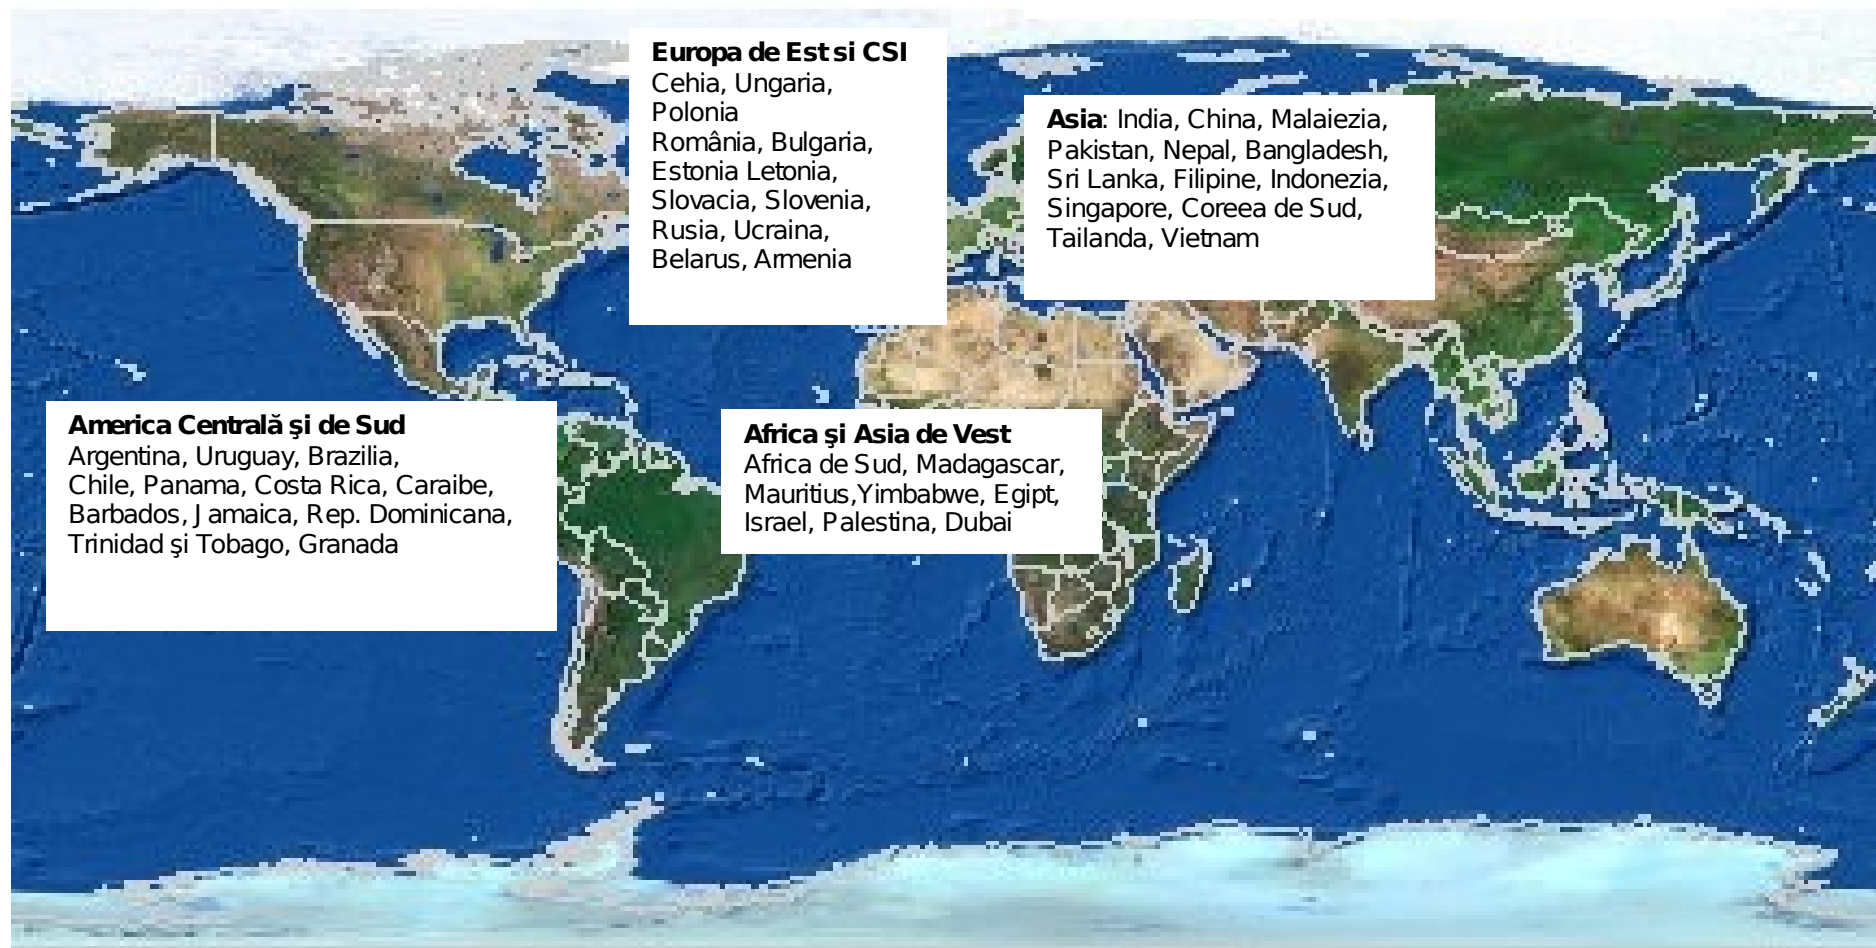 Europa de Est si CSI
Cehia, Ungaria,
Polonia
România, Bulgaria,
Estonia Letonia,
Slovacia, Slovenia,
Rusia, Ucraina,
Belarus, Armenia
Asia: India, China, Malaiezia,
Pakistan, Nepal, Bangladesh,
Sri Lanka, Filipine, Indonezia,
Singapore, Coreea de Sud,
Tailanda, Vietnam
America Centrală şi de Sud
Argentina, Uruguay, Brazilia,
Chile, Panama, Costa Rica, Caraibe,
Barbados, Jamaica, Rep. Dominicana,
Trinidad şi Tobago, Granada
Africa şi Asia de Vest
Africa de Sud, Madagascar,
Mauritius,Yimbabwe, Egipt,
Israel, Palestina, Dubai